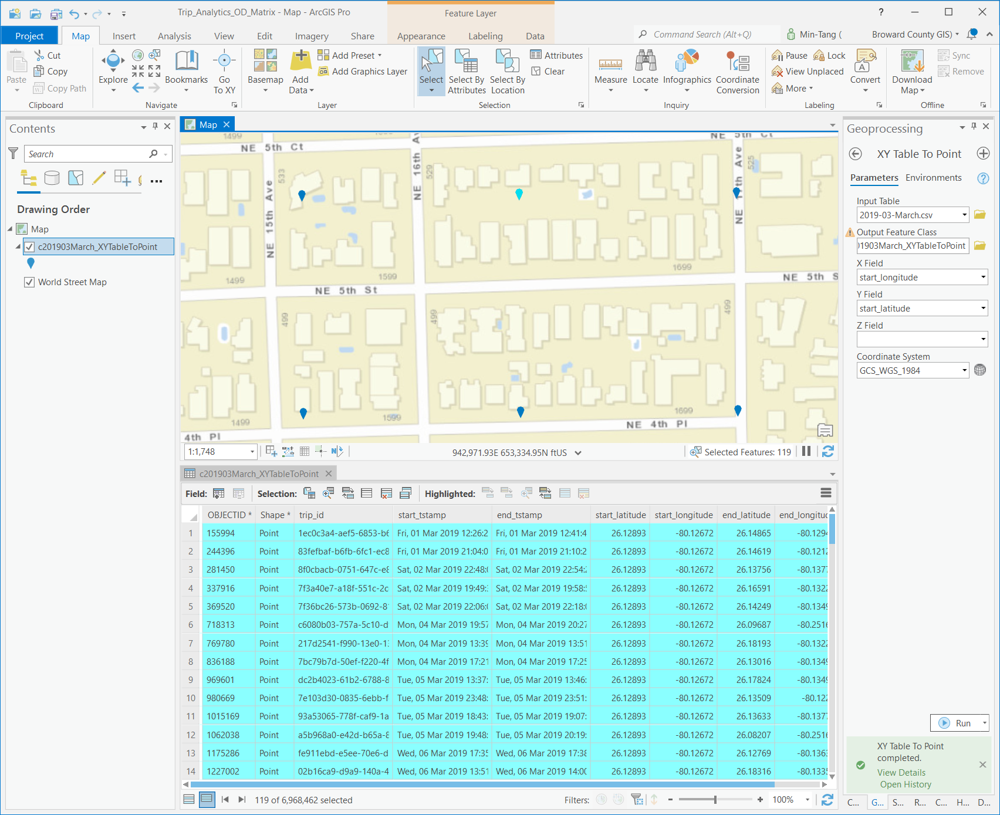 Trip_Analytics_OD_Matrix - Map - ArcGIS Pro
Feature Layer
?
Project Map Insert Analysis View Edit Imagery Share Appearance Labeling Data
Command Search (Alt+Q)
Min-Tang ( Broward County GIS)
Paste
Cut
Copy
Copy Path
Clipboard
Explore
Bookmarks
Go
To XY
Navigate
Basemap
Add
Data
Add Preset
Add Graphics Layer
Layer
Select
Select By
Attributes
Select By
Location
Attributes
Clear
Selection
Measure
Locate
Infographics
Coordinate
Conversion
Inquiry
Pause Lock
View Unplaced
More
Convert
Labeling
Download
Map
Sync
Remove
Offline
Contents
Search
Drawing Order
Map
c201903March_XYTableToPoint
World Street Map
Map
1499
NE 5th Ct
NE 5th Ct
533
NE 15th Ave
NE 16th Av
529
525
NE 17th Ave
1499
1599
1699
NE 5th St
NE 5th S
499
499
499
1499
1599
1699
4th Pl
NE 4th Pl
1:1,748
942,971.93E 653,334.95N ftUS
Selected Features: 119
c201903March_XYTableToPoint
Field: Selection: Highlighted:
OBJECTID * Shape * trip_id start_tstamp end_tstamp start_latitude start_longitude end_latitude end_longituc
1 155994 Point 1ec0c3a4-aef5-6853-b6 Fri, 01 Mar 2019 12:26:2 Fri, 01 Mar 2019 12:41:4 26.12893 -80.12672 26.14865 -80.1294
2 244396 Point 83fefbaf-b6fb-6fc1-ec8 Fri, 01 Mar 2019 21:04:0 Fri, 01 Mar 2019 21:10:2 26.12893 -80.12672 26.14619 -80.1212
3 281450 Point 8f0cbacb-0751-647c-e8 Sat, 02 Mar 2019 22:48:0 Sat, 02 Mar 2019 22:54:2 26.12893 -80.12672 26.13756 -80.1377
4 337916 Point 7f3a40e7-a18f-551c-2c Sat, 02 Mar 2019 19:49: Sat, 02 Mar 2019 19:58: 26.12893 -80.12672 26.16591 -80.1322
5 369520 Point 7f36bc26-573b-0692-8 Sat, 02 Mar 2019 22:06:0 Sat, 02 Mar 2019 22:18:0 26.12893 -80.12672 26.14249 -80.1349
6 718313 Point c6080b03-757a-5c10-d Mon, 04 Mar 2019 19:57 Mon, 04 Mar 2019 20:27 26.12893 -80.12672 26.09687 -80.2516
7 769780 Point 217d2541-f990-13e0-1 Mon, 04 Mar 2019 13:39 Mon, 04 Mar 2019 13:51 26.12893 -80.12672 26.18193 -80.1322
8 836188 Point 7bc79b7d-50ef-f220-4f Mon, 04 Mar 2019 17:21 Mon, 04 Mar 2019 17:25 26.12893 -80.12672 26.13016 -80.1349
9 969601 Point dc2b4023-61b2-6788-8 Tue, 05 Mar 2019 13:37: Tue, 05 Mar 2019 13:46: 26.12893 -80.12672 26.17824 -80.1349
10 980669 Point 7e103d30-0835-6ebb-f Tue, 05 Mar 2019 23:48: Tue, 05 Mar 2019 23:51: 26.12893 -80.12672 26.13509 -80.122
11 1015169 Point 93a53065-778f-caf9-1a Tue, 05 Mar 2019 18:43: Tue, 05 Mar 2019 19:07: 26.12893 -80.12672 26.13633 -80.1377
12 1062038 Point a5b968a0-e42d-b65a-8 Tue, 05 Mar 2019 19:48: Tue, 05 Mar 2019 20:19: 26.12893 -80.12672 26.08207 -80.2516
13 1175286 Point fe911ebd-e5ee-70e6-d Wed, 06 Mar 2019 17:35 Wed, 06 Mar 2019 17:38 26.12893 -80.12672 26.12769 -80.1363
14 1227002 Point 02b16ca9-d9a9-140a-4 Wed, 06 Mar 2019 13:51 Wed, 06 Mar 2019 14:00 26.12893 -80.12672 26.18316 -80.1335
119 of 6,968,462 selected
Filters: 100%
Geoprocessing
XY Table To Point
Parameters Environments
Input Table
2019-03-March.csv
Output Feature Class
)1903March_XYTableToPoint
X Field
start_longitude
Y Field
start_latitude
Z Field
Coordinate System
GCS_WGS_1984
Run
XY Table To Point
completed.
View Details
Open History
C... G... S... R... C... H... D...